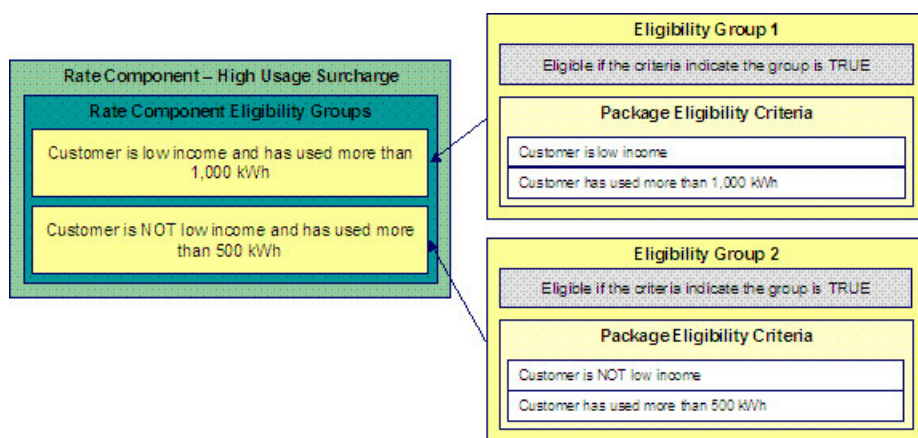 Rate Component – High Usage Surcharge
Rate Component Eligibility Groups
Customer is low income and has used more than
1,000 kWh
Customer is NOT low income and has used more
than 500 kWh
Eligibility Group 1
Eligible if the criteria indicate the group is TRUE
Package Eligibility Criteria
Customer is low income
Customer has used more than 1,000 kWh
Eligibility Group 2
Eligible if the criteria indicate the group is TRUE
Package Eligibility Criteria
Customer is NOT low income
Customer has used more than 500 kWh